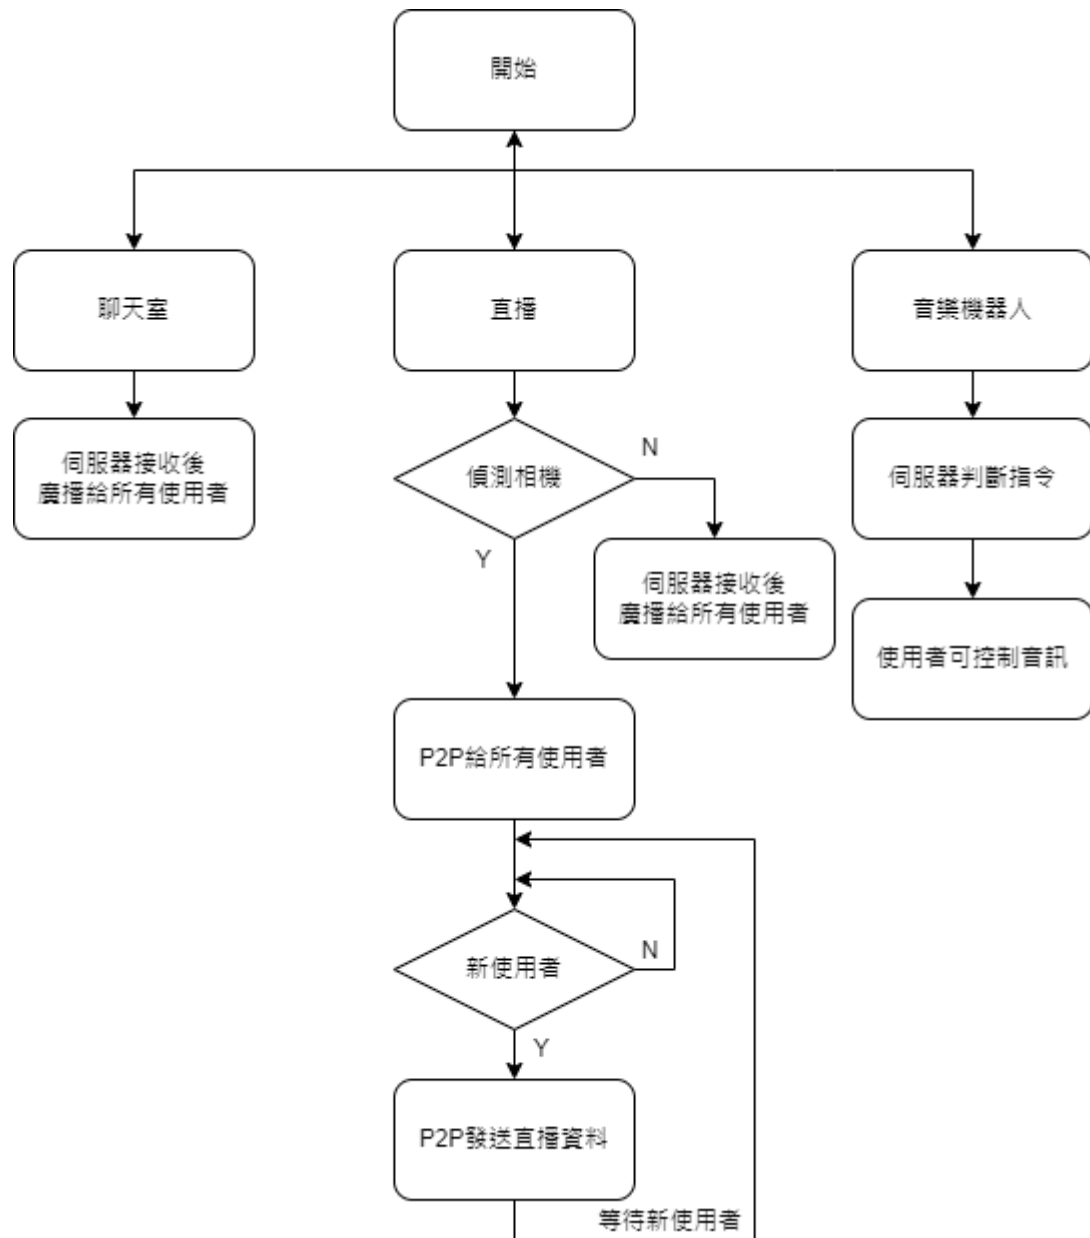 開始
聊天室
直播
音樂機器人
伺服器接收後
廣播給所有使用者
偵測相機
N
Y
伺服器接收後
廣播給所有使用者
伺服器判斷指令
使用者可控制音訊
P2P給所有使用者
新使用者
N
Y
P2P發送直播資料
等待新使用者